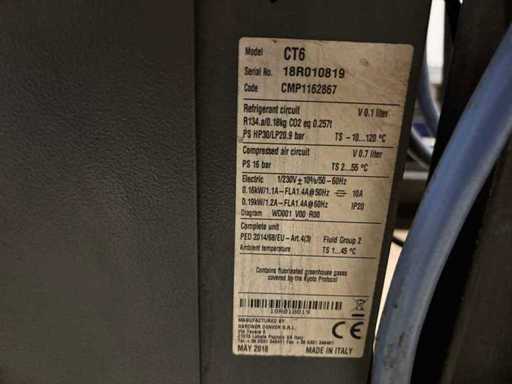 Model CT6
Serial No. 18R010819
Code CMP1162867
Refrigerant circuit V 0.1 liter
R134.a/0.18kg CO2 eq 0.257t
PS HP30/LP20.9 bar TS -10...120 °C
Compressed air circuit V 0.7 liter
PS 16 bar TS 2...55 °C
Electric 1/230V±10%/50-60Hz
0.16kW/1.1A-FLA1.4A@50Hz 10A
0.19kW/1.2A-FLA1.4A@60Hz IP20
Diagram WD001 V00 R00
Complete unit
PED 2014/68/EU-Art.4(3) Fluid Group 2
Ambient temperature TS 1...45 °C
Contains fluorinated greenhouse gases
covered by the Kyoto Protocol
18R010819
MANUFACTURED BY
GARDNER DENVER S.R.L.
MAY 2018 MADE IN ITALY
CE